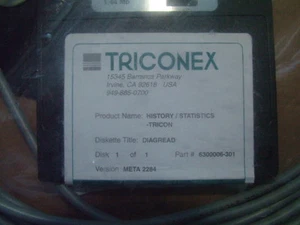 TRICONEX
15345 Barranca Parkway
Irvine, CA 92618 USA
949-885-0700
Product Name: HISTORY / STATISTICS
-TRICON
Diskette Title: DIAGREAD
Disk 1 of 1 Part # 6300006-301
Version META 2264